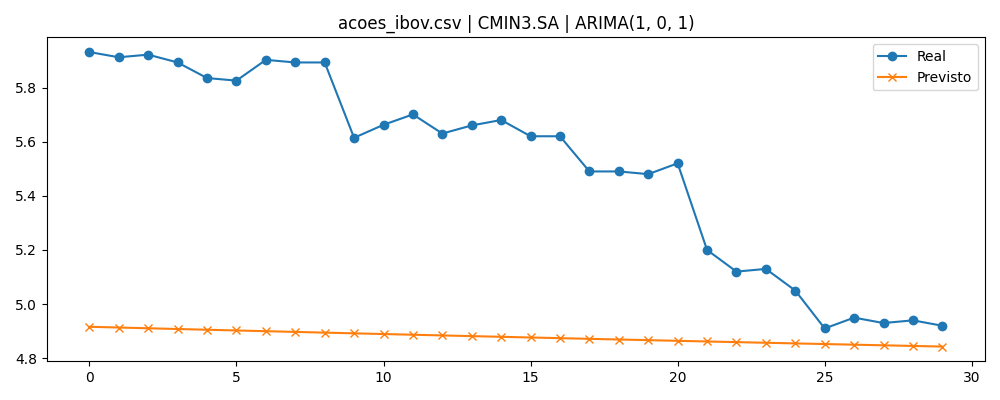 acoes_ibov.csv | CMIN3.SA | ARIMA(1, 0, 1)
Real
Previsto
5.8
5.6
5.4
5.2
5.0
4.8
0 5 10 15 20 25 30